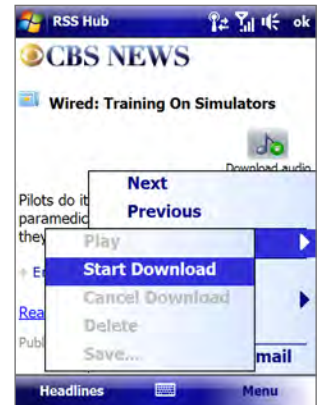 RSS Hub ok
CBS NEWS
Wired: Training On Simulators
Download audio
Next
Pilots do it
Previous
paramedic
they
Play
Start Download
Cancel Download
Rea
Delete
Publ
Save...
mail
Headlines Menu